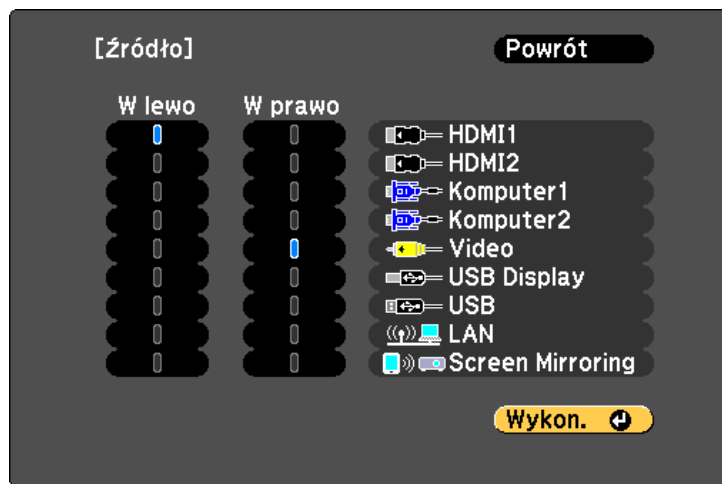 [Źródło]
Powrót
W lewo
W prawo
HDMI1
HDMI2
Komputer1
Komputer2
Video
USB Display
USB
LAN
Screen Mirroring
Wykon.